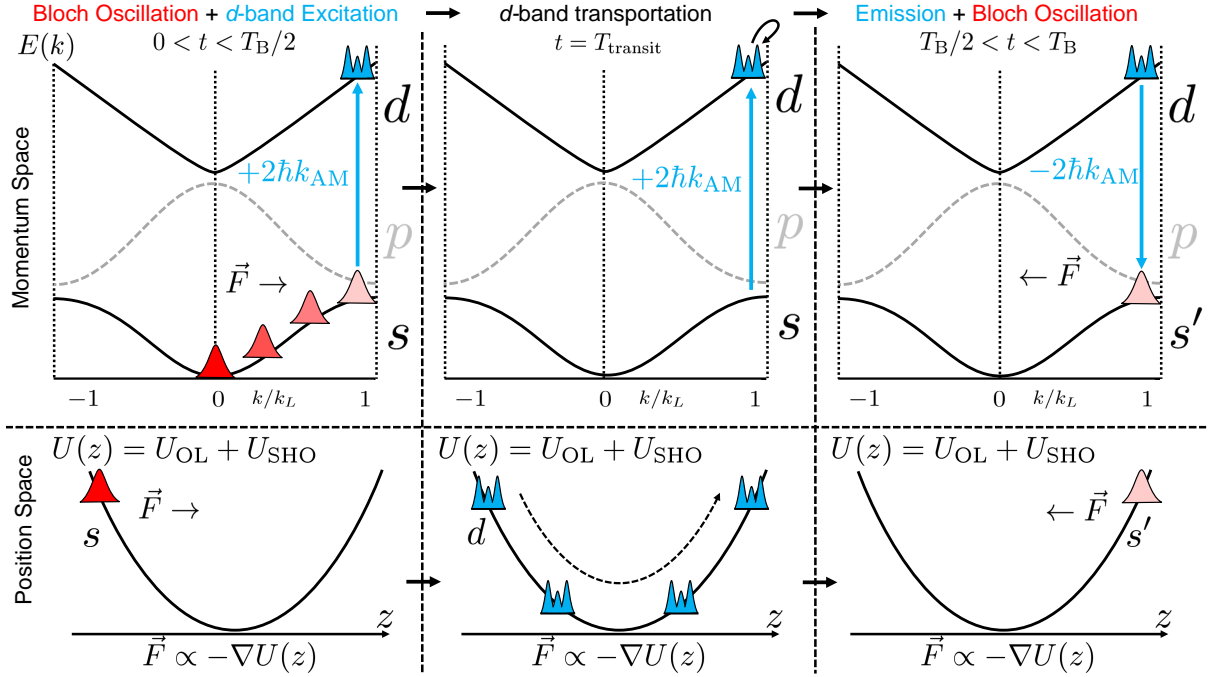 Bloch Oscillation + d-band Excitation
d-band transportation
Emission + Bloch Oscillation
Momentum Space
E(k)
0 < t < T_B/2
d
+2ħk_AM
p
F⃗ →
s
−1 0 k/k_L 1
t = T_transit
d
+2ħk_AM
p
s
−1 0 k/k_L 1
T_B/2 < t < T_B
d
−2ħk_AM
p
← F⃗
s′
−1 0 k/k_L 1
Position Space
U(z) = U_OL + U_SHO
F⃗ →
s
z
F⃗ ∝ −∇U(z)
U(z) = U_OL + U_SHO
d
z
F⃗ ∝ −∇U(z)
U(z) = U_OL + U_SHO
← F⃗
s′
z
F⃗ ∝ −∇U(z)